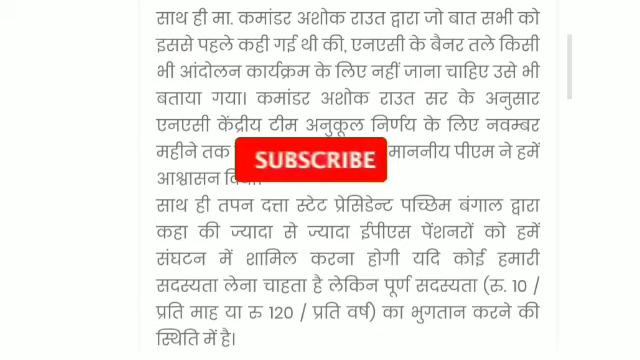 साथ ही मा. कमांडर अशोक राउत द्वारा जो बात सभी को
इससे पहले कही गई थी की, एनएसी के बैनर तले किसी
भी आंदोलन कार्यक्रम के लिए नहीं जाना चाहिए उसे भी
बताया गया। कमांडर अशोक राउत सर के अनुसार
एनएसी केंद्रीय टीम अनुकूल निर्णय के लिए नवम्बर
महीने तक माननीय पीएम ने हमें
SUBSCRIBE
आश्वासन
साथ ही तपन दत्ता स्टेट प्रेसिडेन्ट पच्छिम बंगाल द्वारा
कहा की ज्यादा से ज्यादा ईपीएस पेंशनरों को हमें
संघटन में शामिल करना होगी यदि कोई हमारी
सदस्यता लेना चाहता है लेकिन पूर्ण सदस्यता (रु. 10 /
प्रति माह या रु 120 / प्रति वर्ष) का भुगतान करने की
स्थिति में है।